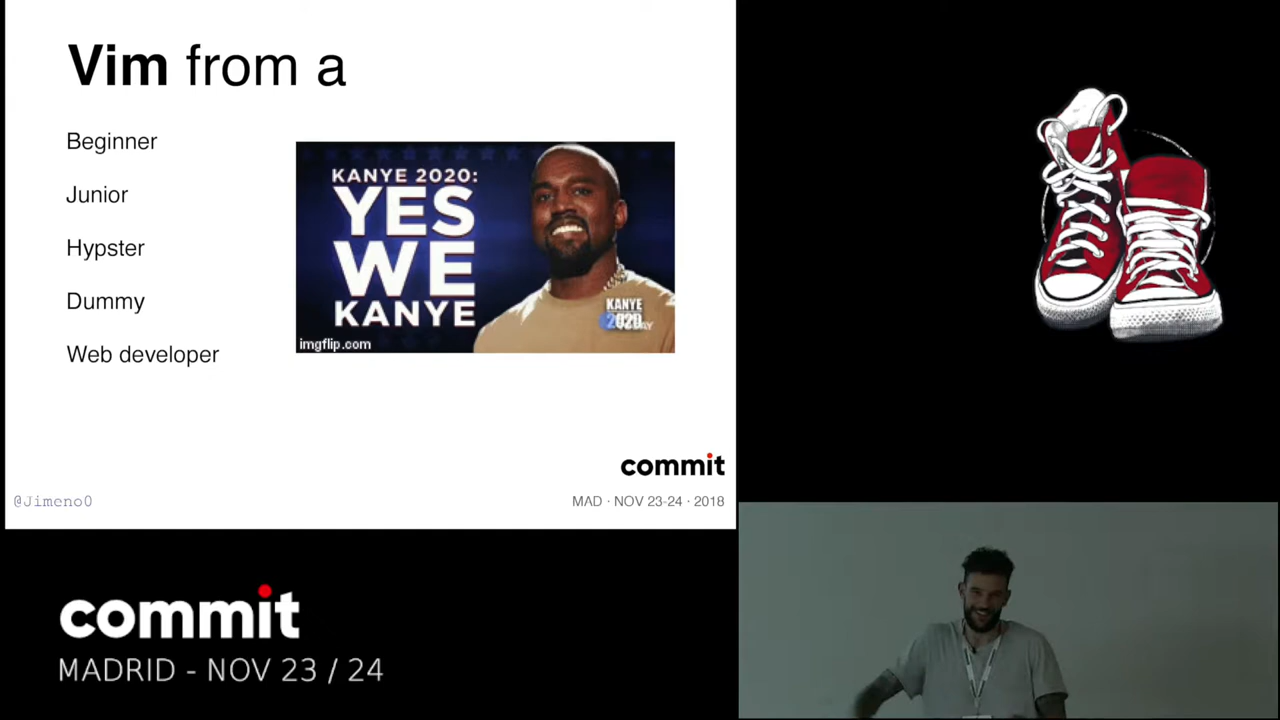 Vim from a
Beginner
Junior
Hypster
Dummy
Web developer
KANYE 2020:
YES
WE
KANYE
KANYE
imgflip.com
commit
@Jimeno0
MAD · NOV 23-24 · 2018
commit
MADRID - NOV 23 / 24